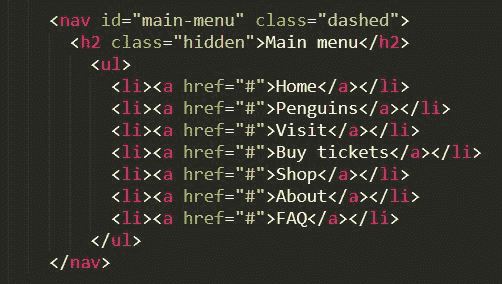 <nav id="main-menu" class="dashed">
<h2 class="hidden">Main menu</h2>
<ul>
<li><a href="#">Home</a></li>
<li><a href="#">Penguins</a></li>
<li><a href="#">Visit</a></li>
<li><a href="#">Buy tickets</a></li>
<li><a href="#">Shop</a></li>
<li><a href="#">About</a></li>
<li><a href="#">FAQ</a></li>
</ul>
</nav>